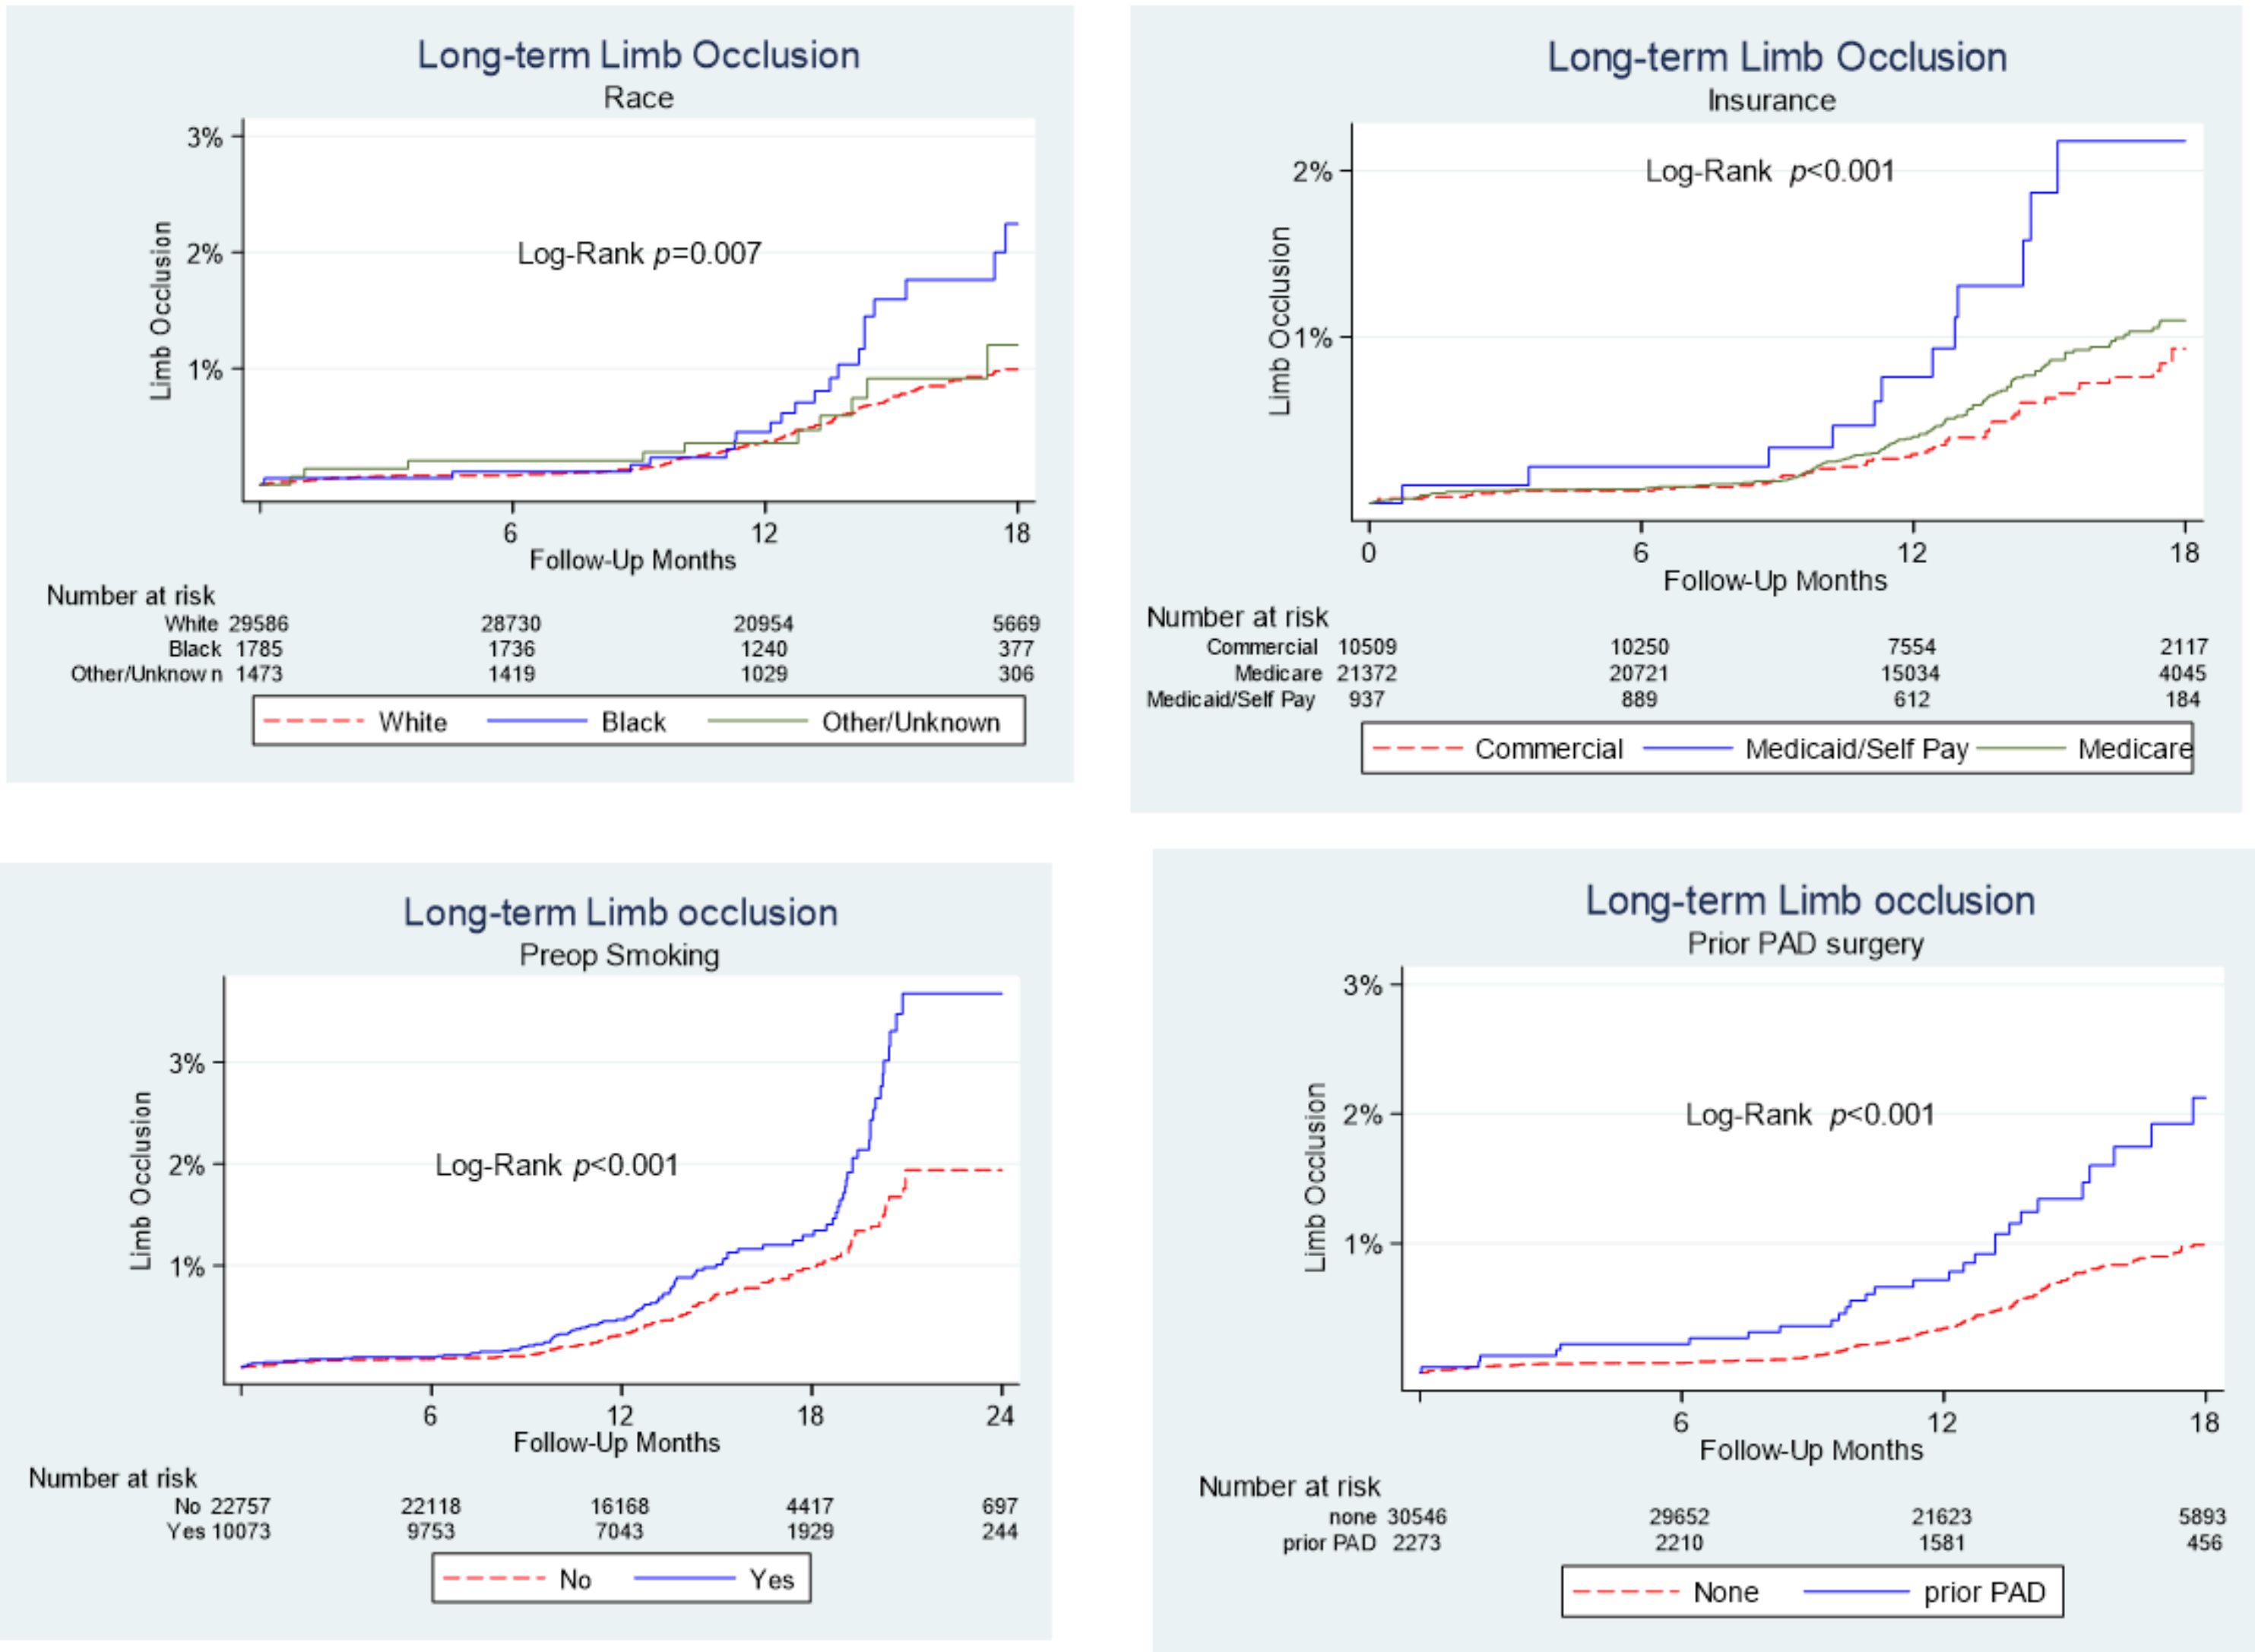 Long-term Limb Occlusion
Race
3%
2%
1%
Limb Occlusion
Log-Rank p=0.007
6 12 18
Follow-Up Months
Number at risk
White 29586 28730 20954 5669
Black 1785 1736 1240 377
Other/Unknow n 1473 1419 1029 306
White Black Other/Unknown
Long-term Limb Occlusion
Insurance
2%
1%
Limb Occlusion
Log-Rank p<0.001
0 6 12 18
Follow-Up Months
Number at risk
Commercial 10509 10250 7554 2117
Medicare 21372 20721 15034 4045
Medicaid/Self Pay 937 889 612 184
Commercial Medicaid/Self Pay Medicare
Long-term Limb occlusion
Preop Smoking
3%
2%
1%
Limb Occlusion
Log-Rank p<0.001
6 12 18 24
Follow-Up Months
Number at risk
No 22757 22118 16168 4417 697
Yes 10073 9753 7043 1929 244
No Yes
Long-term Limb occlusion
Prior PAD surgery
3%
2%
1%
Limb Occlusion
Log-Rank p<0.001
6 12 18
Follow-Up Months
Number at risk
none 30546 29652 21623 5893
prior PAD 2273 2210 1581 456
None prior PAD